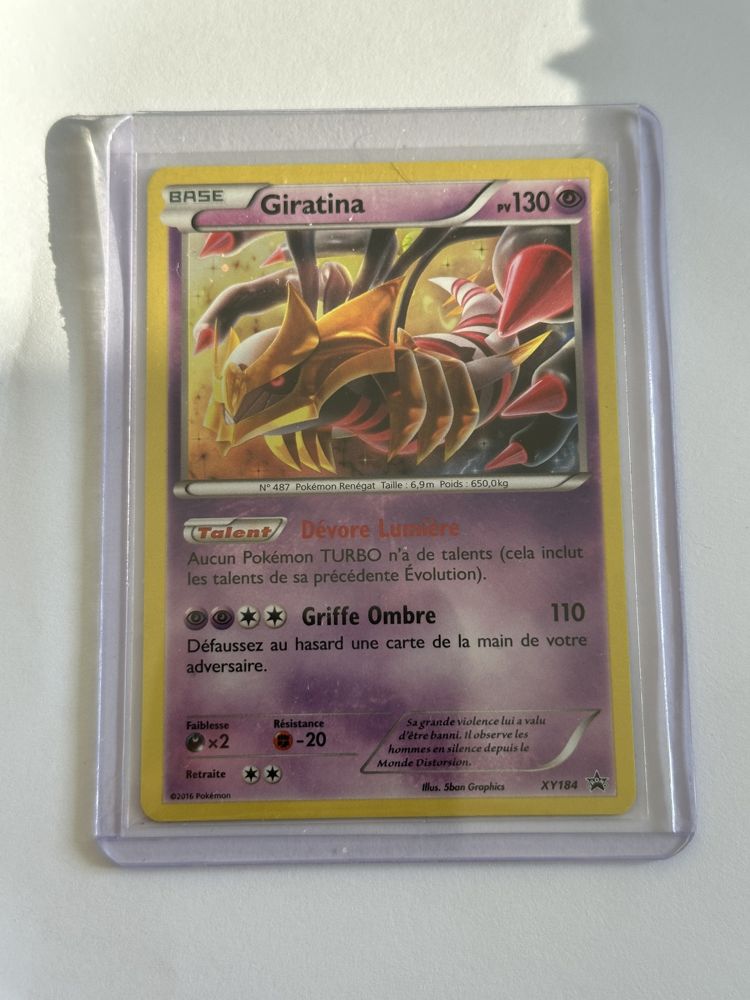 BASE Giratina PV130
N° 487 Pokémon Renégat Taille : 6,9m Poids : 650,0kg
Talent Dévore Lumière
Aucun Pokémon TURBO n'a de talents (cela inclut
les talents de sa précédente Évolution).
Griffe Ombre 110
Défaussez au hasard une carte de la main de votre
adversaire.
Faiblesse Résistance
×2 -20
Retraite
Sa grande violence lui a valu
d'être banni. Il observe les
hommes en silence depuis le
Monde Distorsion.
©2016 Pokémon Illus. 5ban Graphics XY184